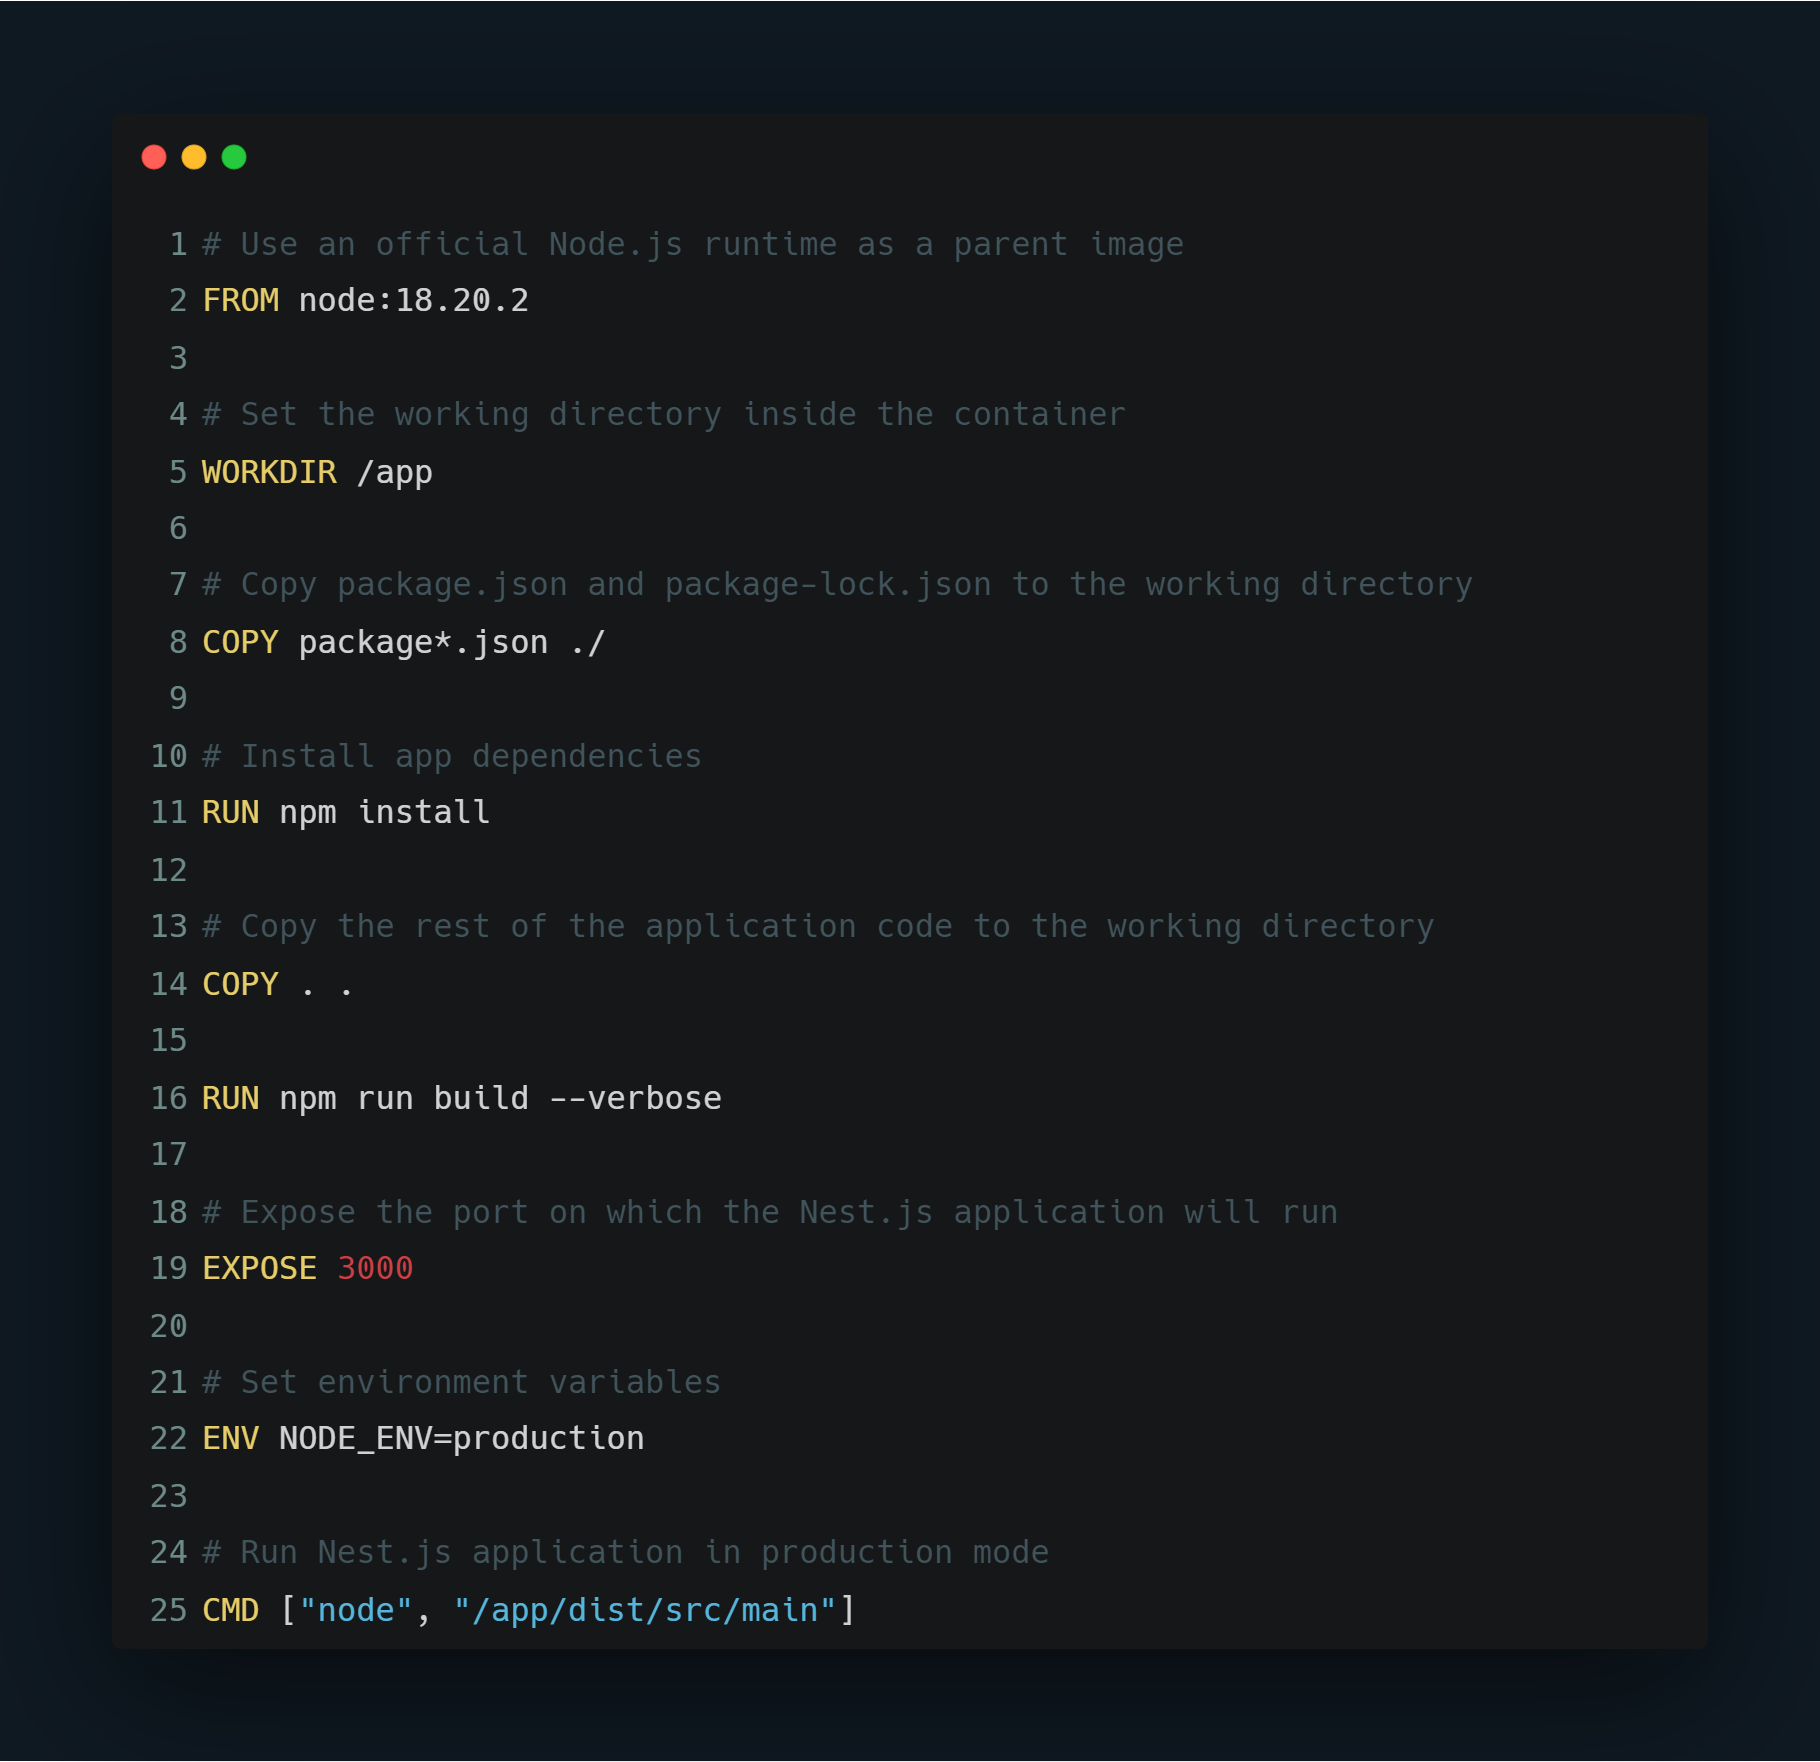 1 # Use an official Node.js runtime as a parent image
2 FROM node:18.20.2
3
4 # Set the working directory inside the container
5 WORKDIR /app
6
7 # Copy package.json and package-lock.json to the working directory
8 COPY package*.json ./
9
10 # Install app dependencies
11 RUN npm install
12
13 # Copy the rest of the application code to the working directory
14 COPY . .
15
16 RUN npm run build --verbose
17
18 # Expose the port on which the Nest.js application will run
19 EXPOSE 3000
20
21 # Set environment variables
22 ENV NODE_ENV=production
23
24 # Run Nest.js application in production mode
25 CMD ["node", "/app/dist/src/main"]